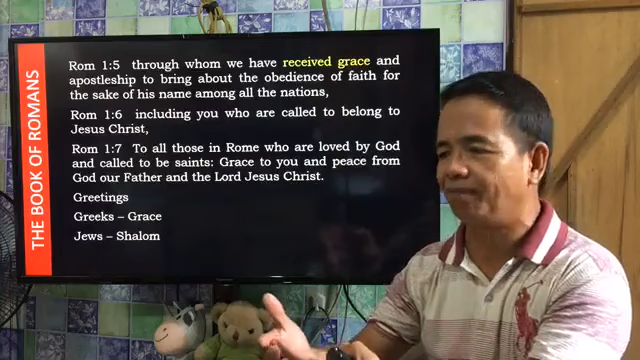 THE BOOK OF ROMANS
Rom 1:5 through whom we have received grace and
apostleship to bring about the obedience of faith for
the sake of his name among all the nations,
Rom 1:6 including you who are called to belong to
Jesus Christ,
Rom 1:7 To all those in Rome who are loved by God
and called to be saints: Grace to you and peace from
God our Father and the Lord Jesus Christ.
Greetings
Greeks – Grace
Jews – Shalom